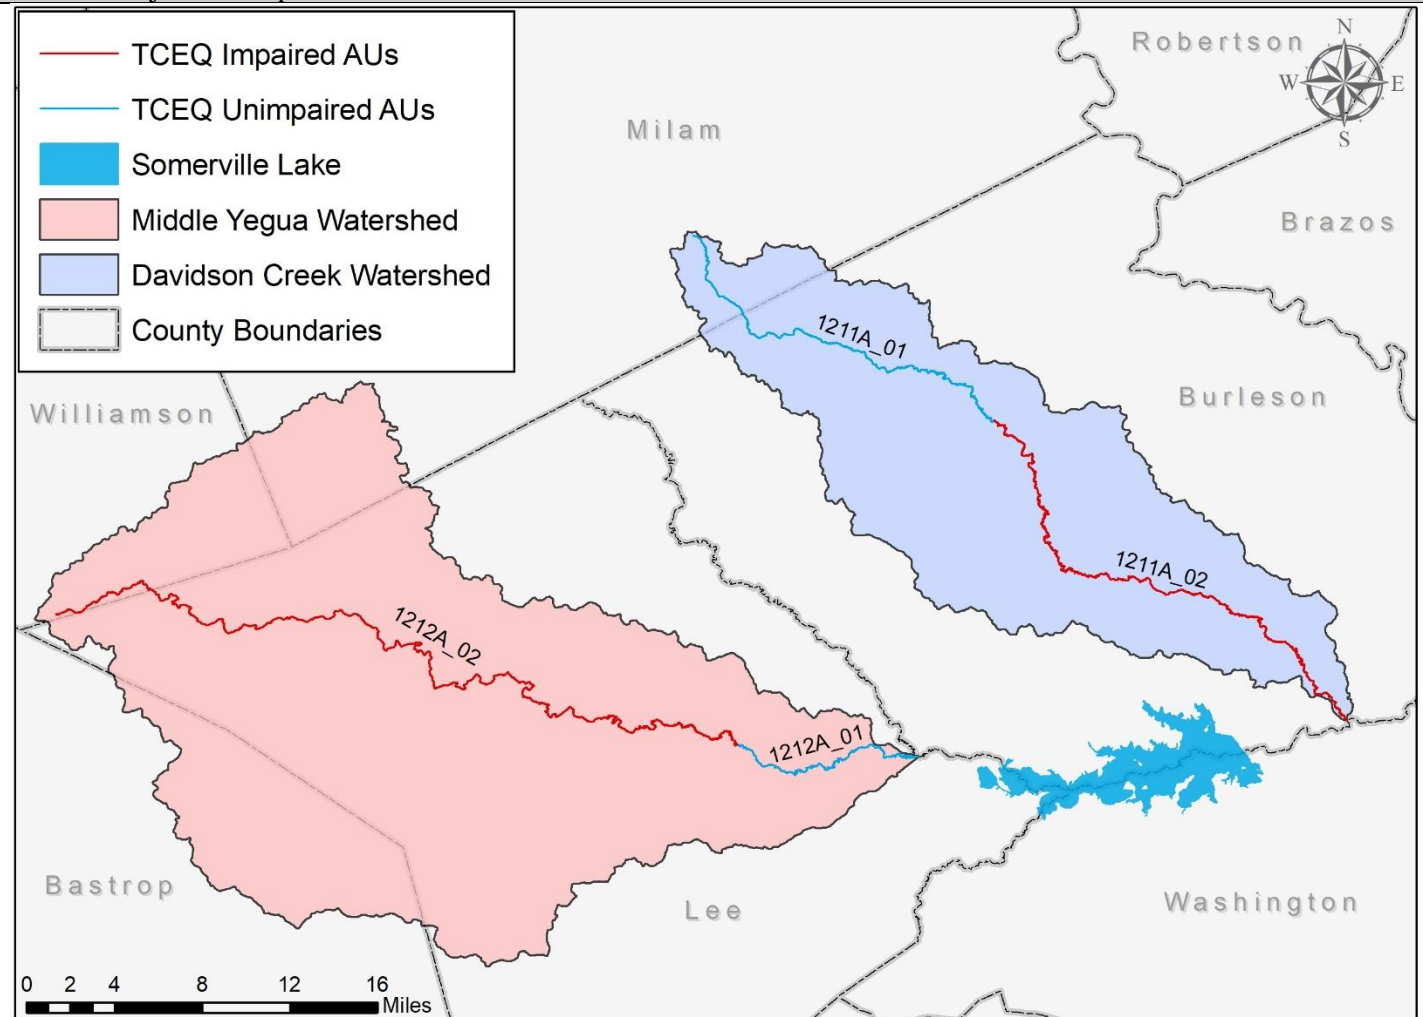 TCEQ Impaired AUs
TCEQ Unimpaired AUs
Somerville Lake
Middle Yegua Watershed
Davidson Creek Watershed
County Boundaries
Robertson
N
W E
S
Milam
Brazos
1211A_01
Burleson
Williamson
1211A_02
1212A_02
1212A_01
Bastrop
Lee
Washington
0 2 4 8 12 16
Miles